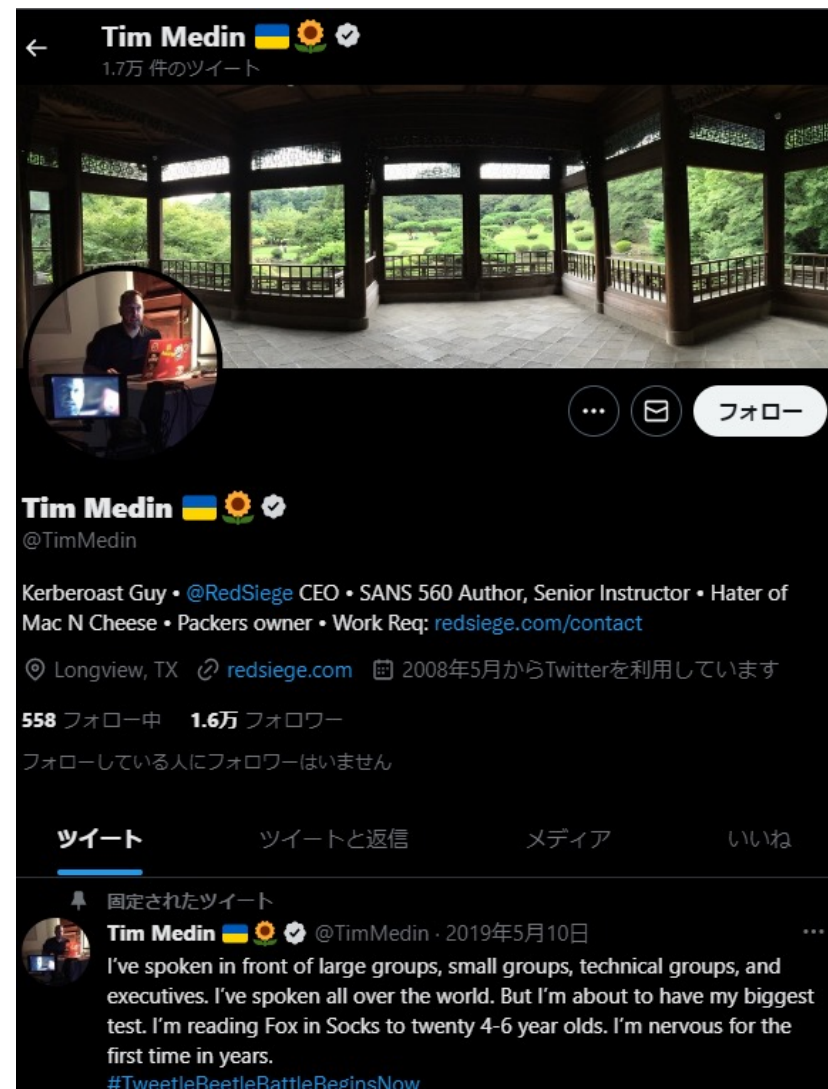 Tim Medin 🇺🇦🌻
1.7万 件のツイート
フォロー
Tim Medin 🇺🇦🌻
@TimMedin
Kerberoast Guy • @RedSiege CEO • SANS 560 Author, Senior Instructor • Hater of
Mac N Cheese • Packers owner • Work Req: redsiege.com/contact
Longview, TX redsiege.com 2008年5月からTwitterを利用しています
558 フォロー中 1.6万 フォロワー
フォローしている人にフォロワーはいません
ツイート ツイートと返信 メディア いいね
固定されたツイート
Tim Medin 🇺🇦🌻 @TimMedin · 2019年5月10日
I've spoken in front of large groups, small groups, technical groups, and
executives. I've spoken all over the world. But I'm about to have my biggest
test. I'm reading Fox in Socks to twenty 4-6 year olds. I'm nervous for the
first time in years.
#TweetleBeetleBattleBeginsNow